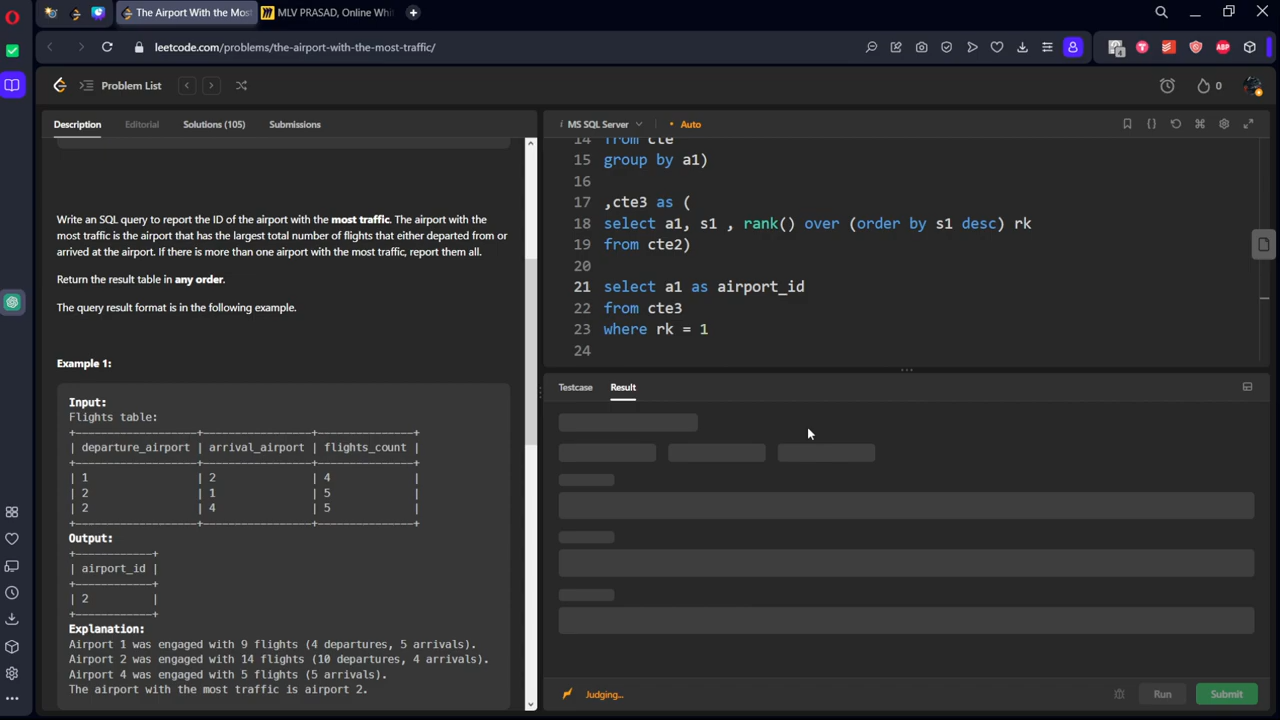 The Airport With the Mos
MLV PRASAD, Online Whi
leetcode.com/problems/the-airport-with-the-most-traffic/
Problem List
0
Description
Editorial
Solutions (105)
Submissions
Write an SQL query to report the ID of the airport with the most traffic. The airport with the
most traffic is the airport that has the largest total number of flights that either departed from or
arrived at the airport. If there is more than one airport with the most traffic, report them all.
Return the result table in any order.
The query result format is in the following example.
Example 1:
Input:
Flights table:
+-------------------+-----------------+---------------+
| departure_airport | arrival_airport | flights_count |
+-------------------+-----------------+---------------+
| 1 | 2 | 4 |
| 2 | 1 | 5 |
| 2 | 4 | 5 |
+-------------------+-----------------+---------------+
Output:
+------------+
| airport_id |
+------------+
| 2 |
+------------+
Explanation:
Airport 1 was engaged with 9 flights (4 departures, 5 arrivals).
Airport 2 was engaged with 14 flights (10 departures, 4 arrivals).
Airport 4 was engaged with 5 flights (5 arrivals).
The airport with the most traffic is airport 2.
i MS SQL Server
• Auto
14 from cte
15 group by a1)
16
17 ,cte3 as (
18 select a1, s1 , rank() over (order by s1 desc) rk
19 from cte2)
20
21 select a1 as airport_id
22 from cte3
23 where rk = 1
24
Testcase
Result
Judging...
Run
Submit